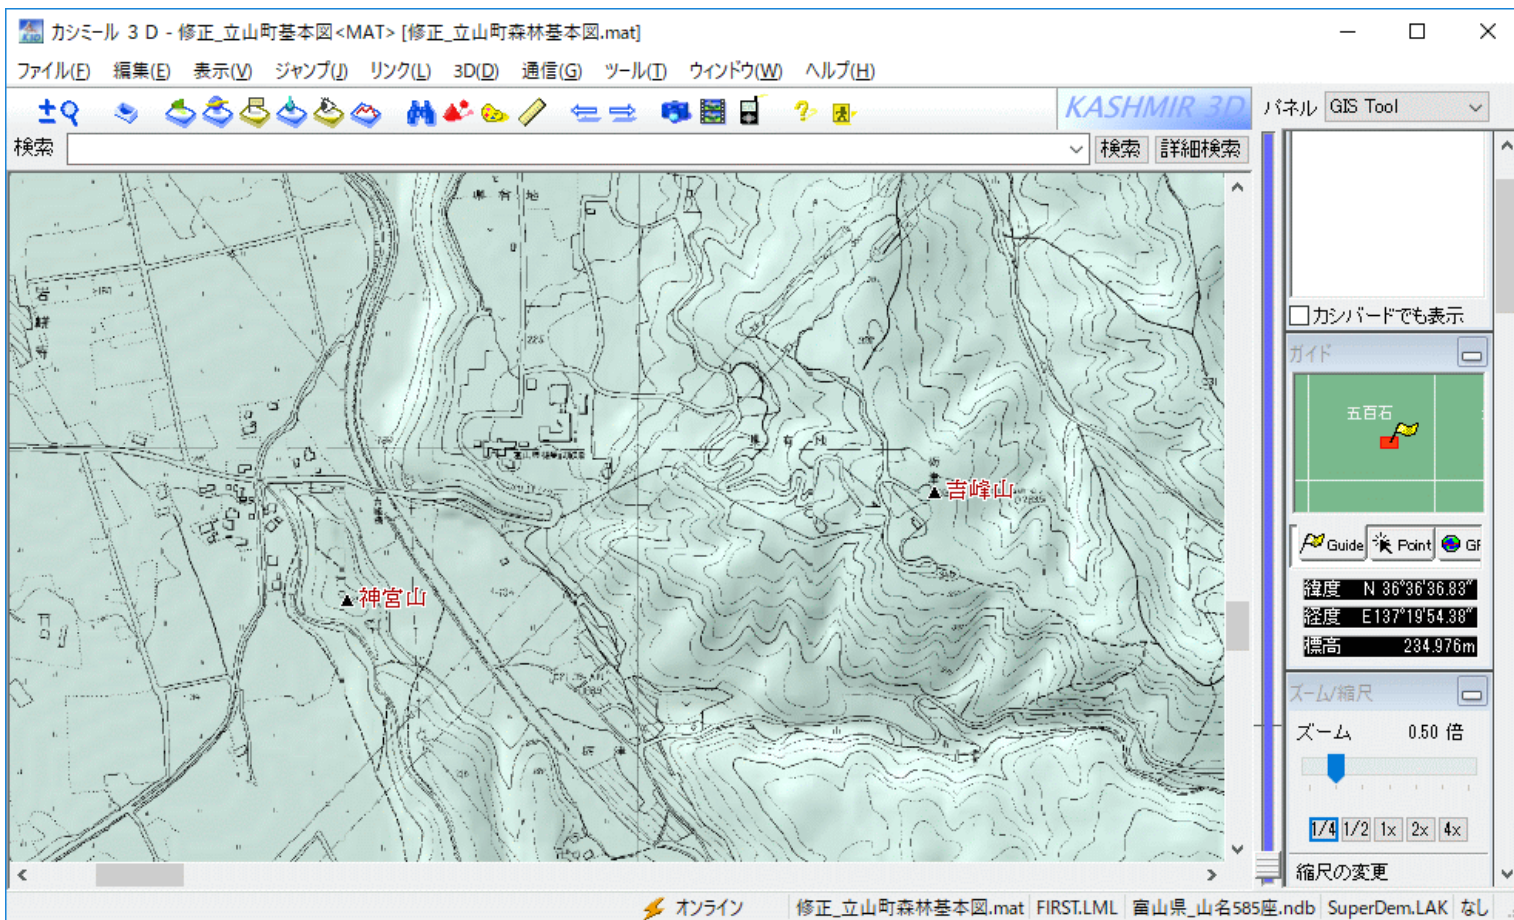 カシミール 3D - 修正_立山町基本図<MAT> [修正_立山町森林基本図.mat]
ファイル(F) 編集(E) 表示(V) ジャンプ(J) リンク(L) 3D(D) 通信(G) ツール(T) ウィンドウ(W) ヘルプ(H)
KASHMIR 3D
パネル GIS Tool
検索 検索 詳細検索
県有地
225
県有地
吉峰山
神宮山
カシバードでも表示
ガイド
五百石
Guide Point GF
緯度 N 36°36'36.83"
経度 E137°19'54.38"
標高 234.976m
ズーム/縮尺
ズーム 0.50 倍
1/4 1/2 1x 2x 4x
縮尺の変更
オンライン 修正_立山町森林基本図.mat FIRST.LML 富山県_山名585座.ndb SuperDem.LAK なし